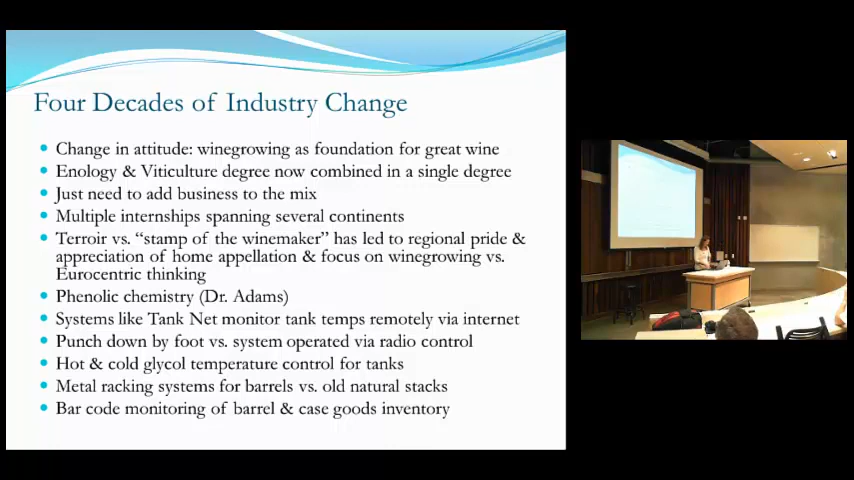 Four Decades of Industry Change
Change in attitude: winegrowing as foundation for great wine
Enology & Viticulture degree now combined in a single degree
Just need to add business to the mix
Multiple internships spanning several continents
Terroir vs. “stamp of the winemaker” has led to regional pride &
appreciation of home appellation & focus on winegrowing vs.
Eurocentric thinking
Phenolic chemistry (Dr. Adams)
Systems like Tank Net monitor tank temps remotely via internet
Punch down by foot vs. system operated via radio control
Hot & cold glycol temperature control for tanks
Metal racking systems for barrels vs. old natural stacks
Bar code monitoring of barrel & case goods inventory